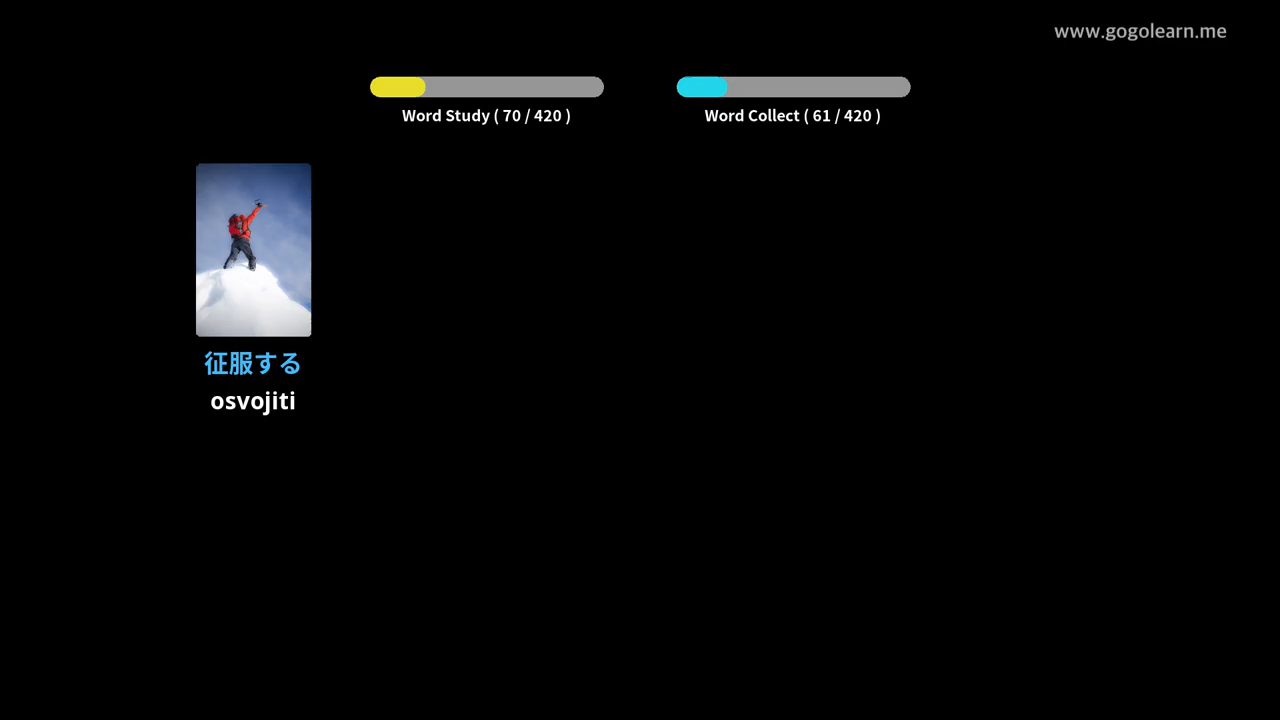 www.gogolearn.me
Word Study ( 70 / 420 )
Word Collect ( 61 / 420 )
征服する
osvojiti